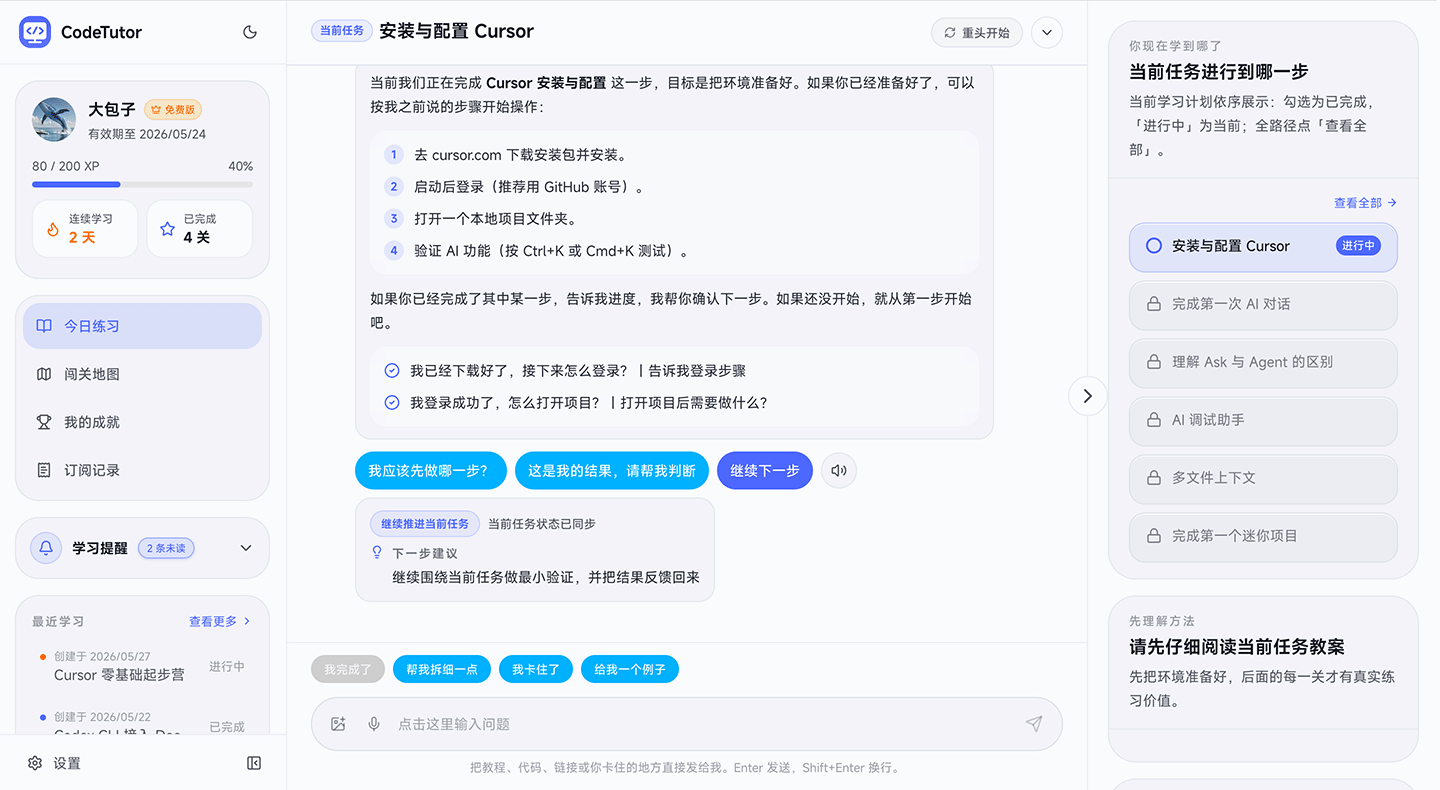 CodeTutor
大包子 免费版
有效期至 2026/05/24
80 / 200 XP 40%
连续学习
2 天
已完成
4 关
今日练习
闯关地图
我的成就
订阅记录
学习提醒 2 条未读
最近学习 查看更多
创建于 2026/05/27
Cursor 零基础起步营 进行中
创建于 2026/05/22
已完成
设置
当前任务 安装与配置 Cursor 重头开始
当前我们正在完成 Cursor 安装与配置 这一步，目标是把环境准备好。如果你已经准备好了，可以
按我之前说的步骤开始操作：
1 去 cursor.com 下载安装包并安装。
2 启动后登录（推荐用 GitHub 账号）。
3 打开一个本地项目文件夹。
4 验证 AI 功能（按 Ctrl+K 或 Cmd+K 测试）。
如果你已经完成了其中某一步，告诉我进度，我帮你确认下一步。如果还没开始，就从第一步开始
吧。
我已经下载好了，接下来怎么登录？丨告诉我登录步骤
我登录成功了，怎么打开项目？丨打开项目后需要做什么？
我应该先做哪一步？ 这是我的结果，请帮我判断 继续下一步
继续推进当前任务 当前任务状态已同步
下一步建议
继续围绕当前任务做最小验证，并把结果反馈回来
我完成了 帮我拆细一点 我卡住了 给我一个例子
点击这里输入问题
把教程、代码、链接或你卡住的地方直接发给我。Enter 发送，Shift+Enter 换行。
你现在学到哪了
当前任务进行到哪一步
当前学习计划依序展示：勾选为已完成，
「进行中」为当前；全路径点「查看全
部」。
查看全部
安装与配置 Cursor 进行中
完成第一次 AI 对话
理解 Ask 与 Agent 的区别
AI 调试助手
多文件上下文
完成第一个迷你项目
先理解方法
请先仔细阅读当前任务教案
先把环境准备好，后面的每一关才有真实练
习价值。